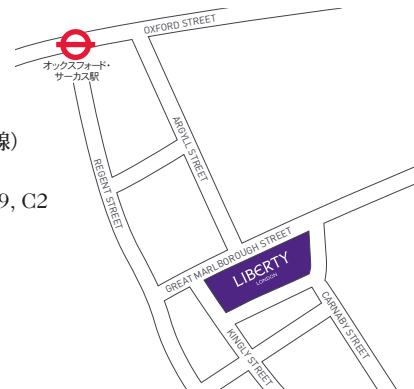 OXFORD STREET
オックスフォード・
サーカス駅
線）
ARGYLL STREET
REGENT STREET
9, C2
GREAT MARLBOROUGH STREET
LIBERTY
LONDON
CARNABY STREET
KINGLY STREET